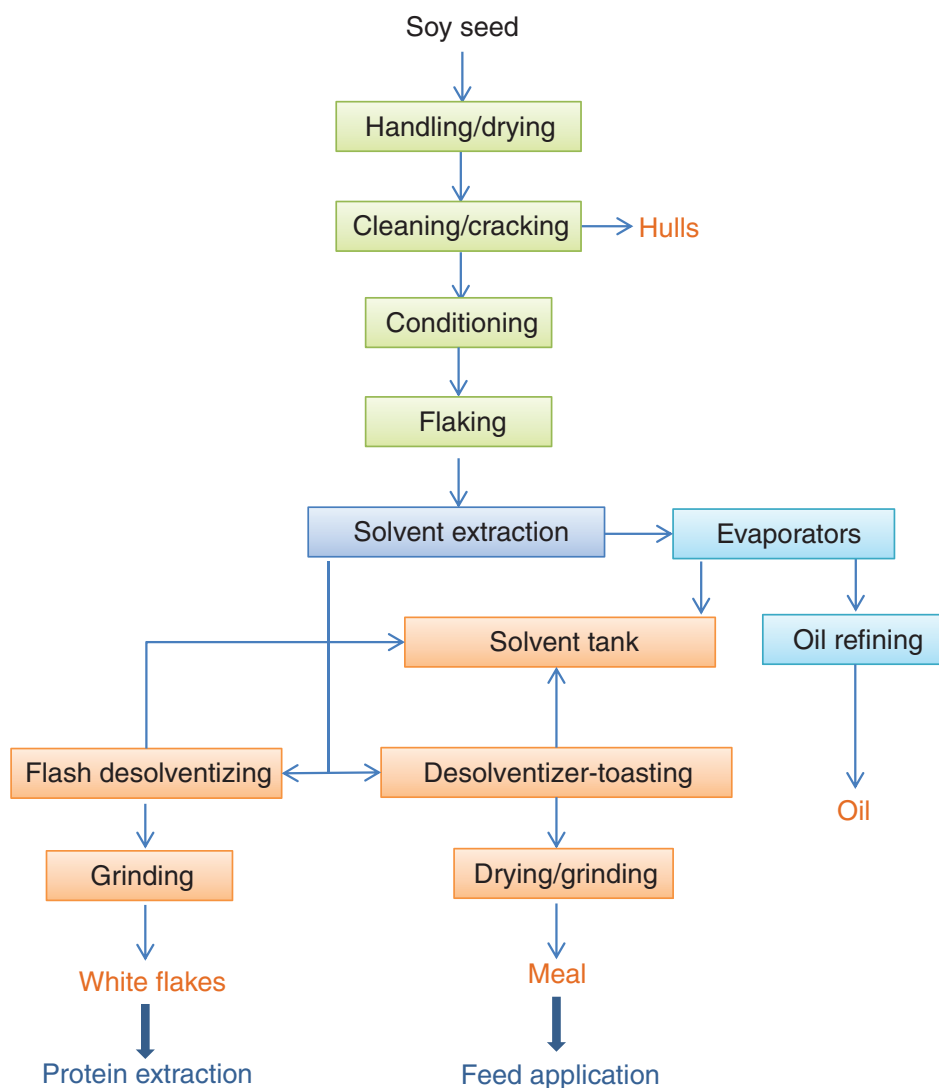 Soy seed
Handling/drying
Cleaning/cracking
Hulls
Conditioning
Flaking
Solvent extraction
Evaporators
Solvent tank
Oil refining
Flash desolventizing
Desolventizer-toasting
Oil
Grinding
Drying/grinding
White flakes
Meal
Protein extraction
Feed application